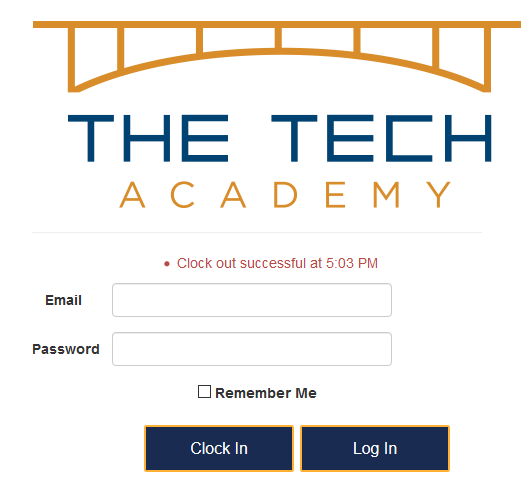 THE TECH
ACADEMY
Clock out successful at 5:03 PM
Email
Password
Remember Me
Clock In
Log In